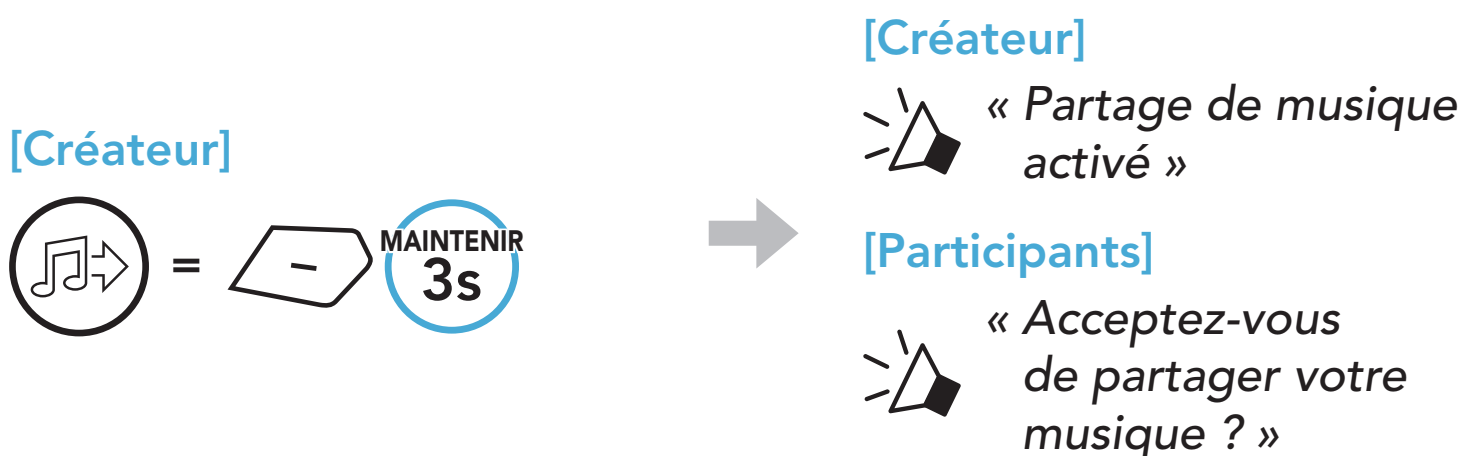 [Créateur]
= – MAINTENIR
3s
[Créateur]
« Partage de musique
activé »
[Participants]
« Acceptez-vous
de partager votre
musique ? »